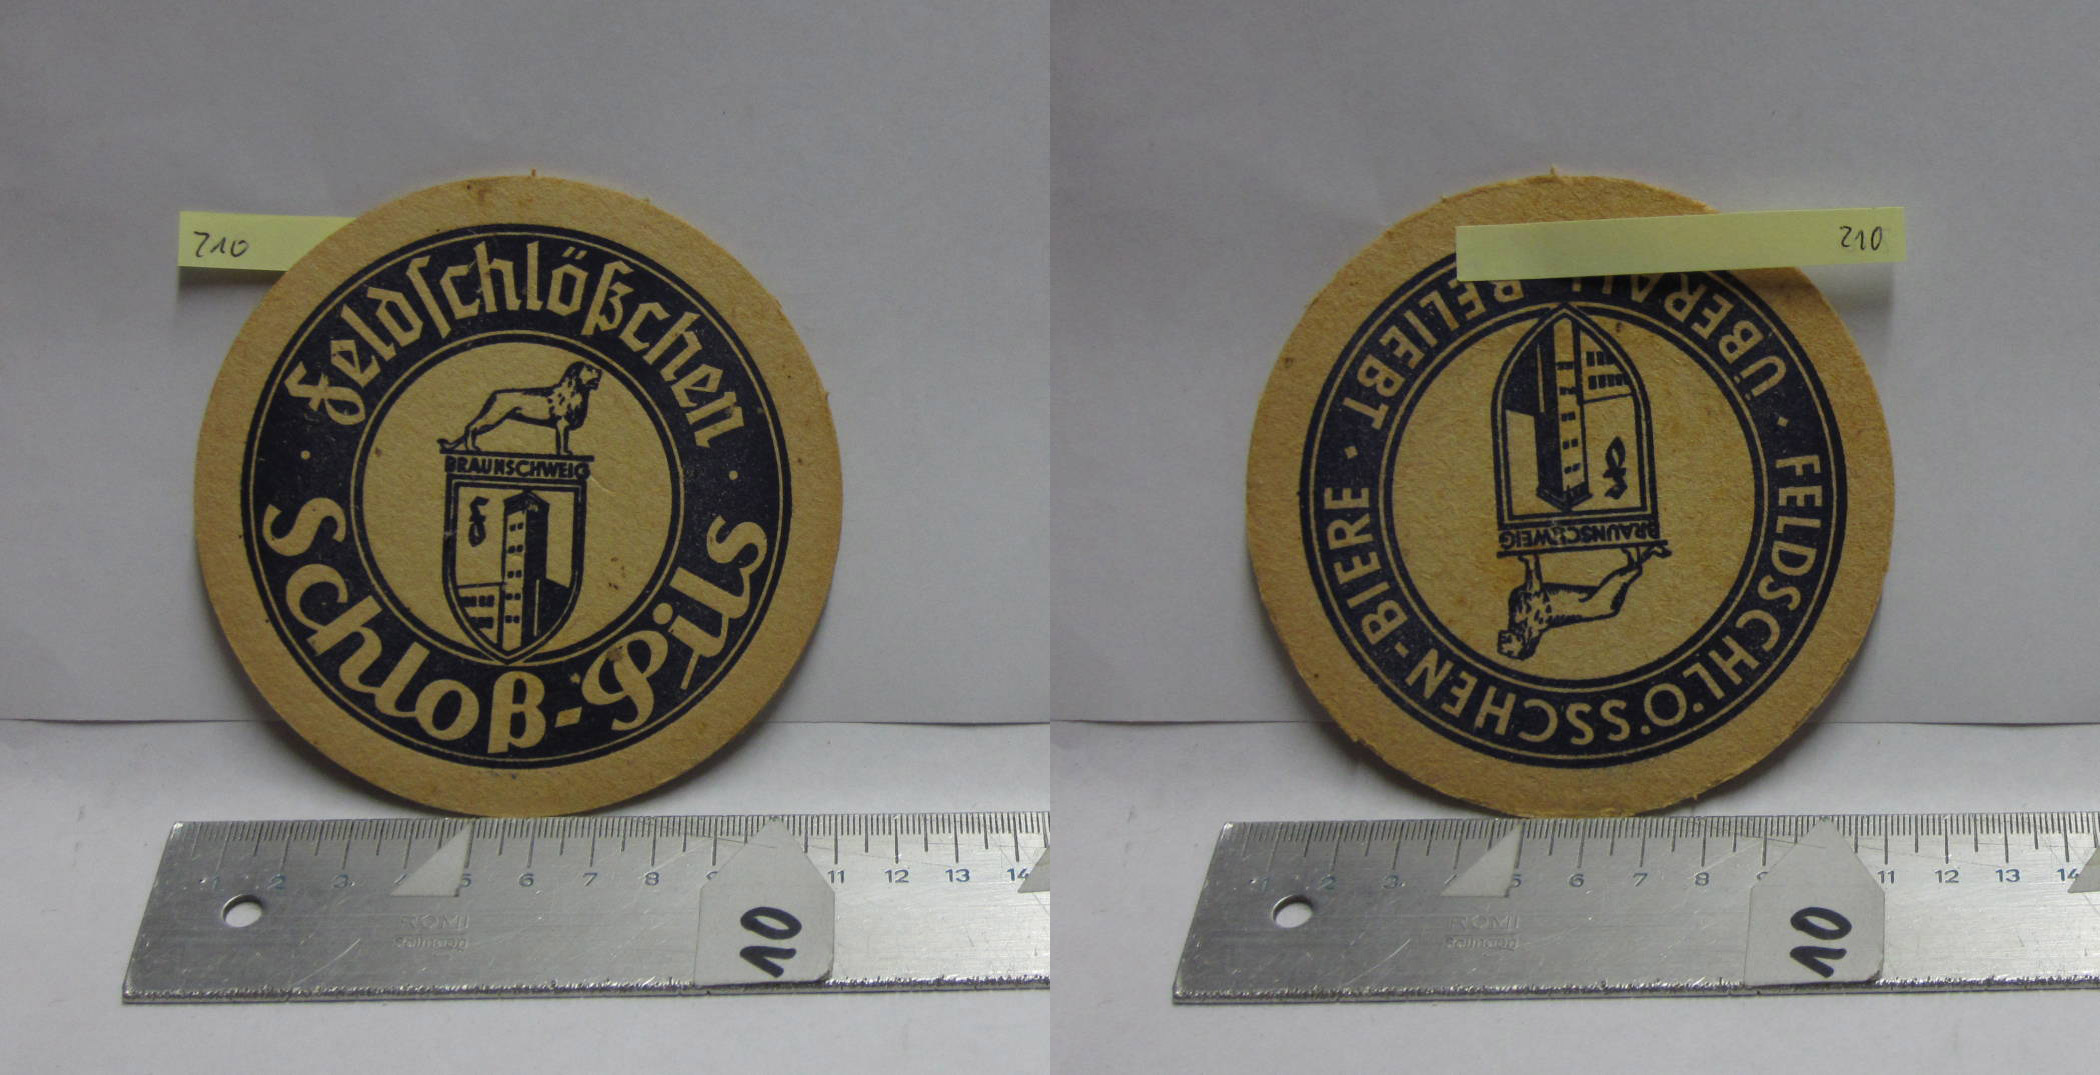 210
Feldschlößchen
· Schloß-Pils ·
BRAUNSCHWEIG
F
1 2 3 5 6 7 8 9 11 12 13 14
ROMI
10
210
FELDSCHLÖSSCHEN-BIERE · ÜBERALL BELIEBT ·
BRAUNSCHWEIG
F
1 2 3 4 5 6 7 8 9 11 12 13 14
ROMI
10